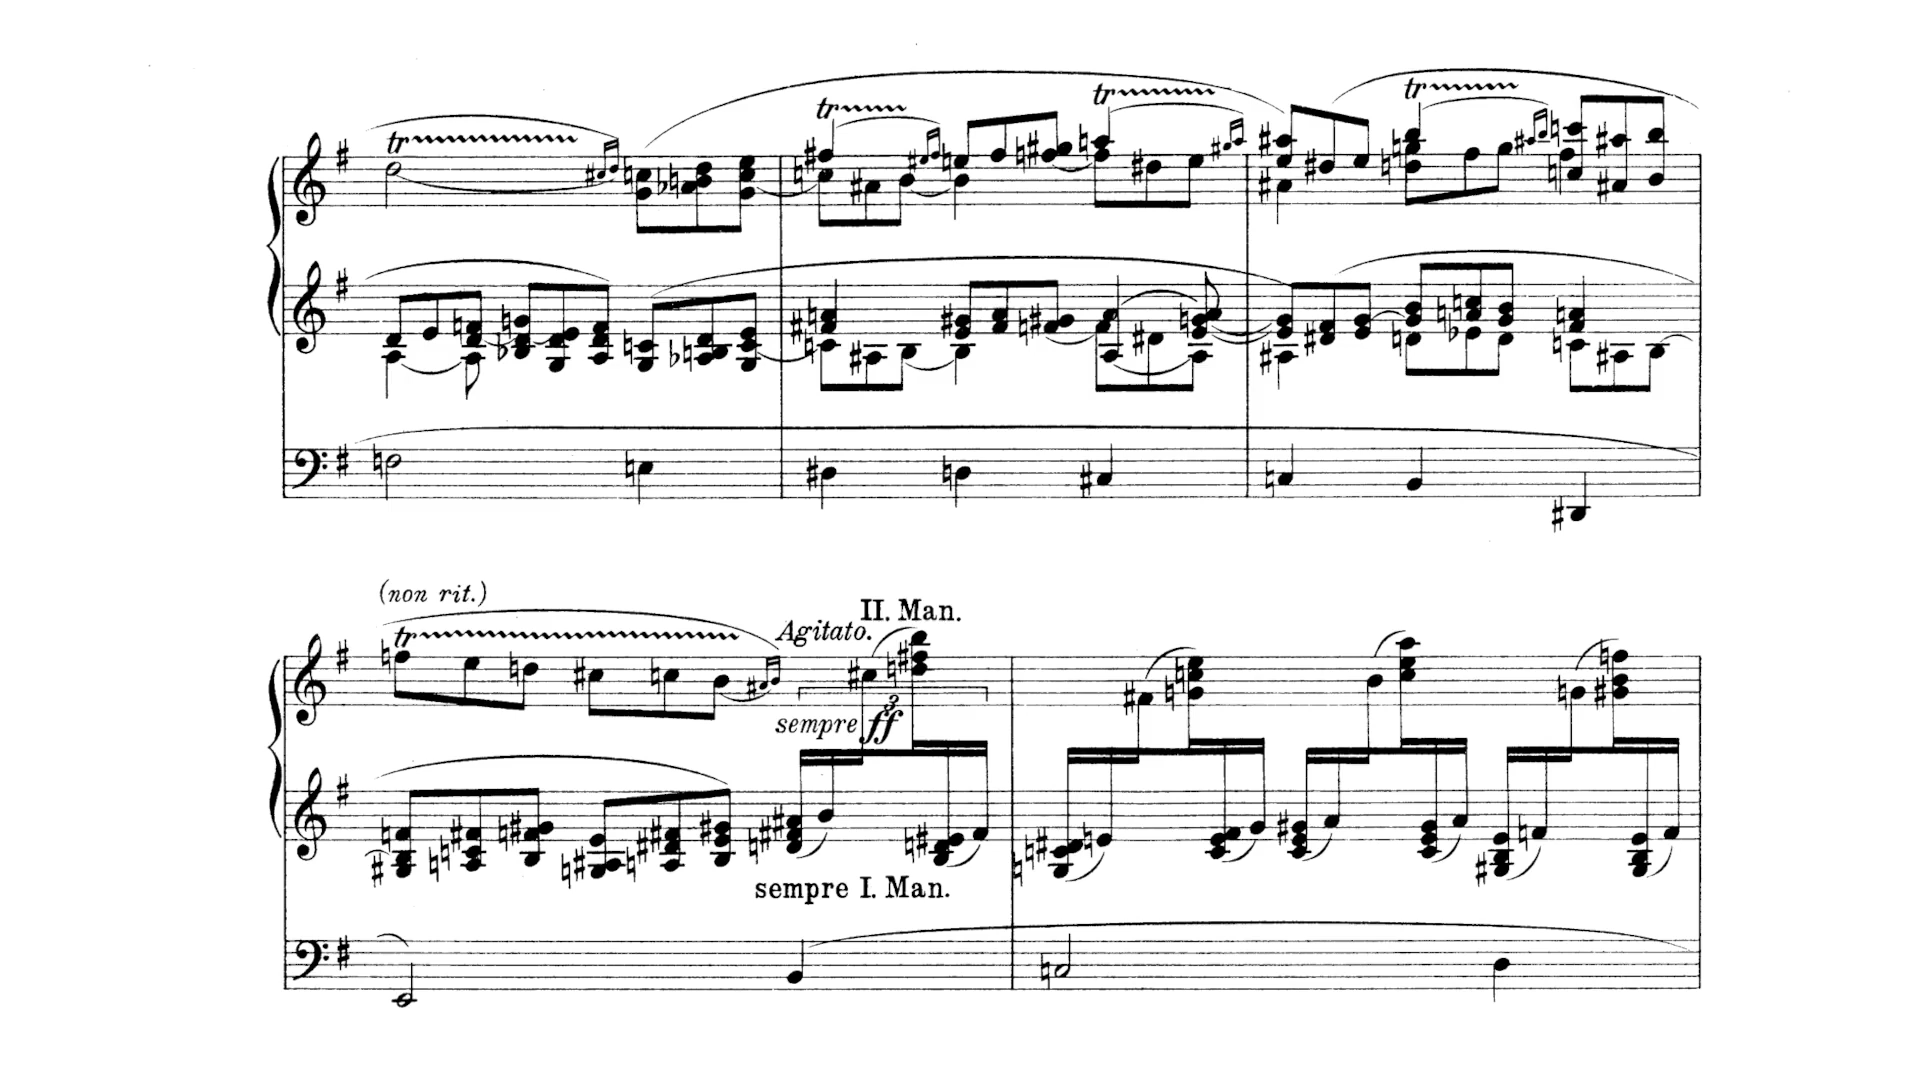 tr
tr
tr
tr
(non rit.)
tr
Agitato.
II. Man.
3
sempre ff
sempre I. Man.